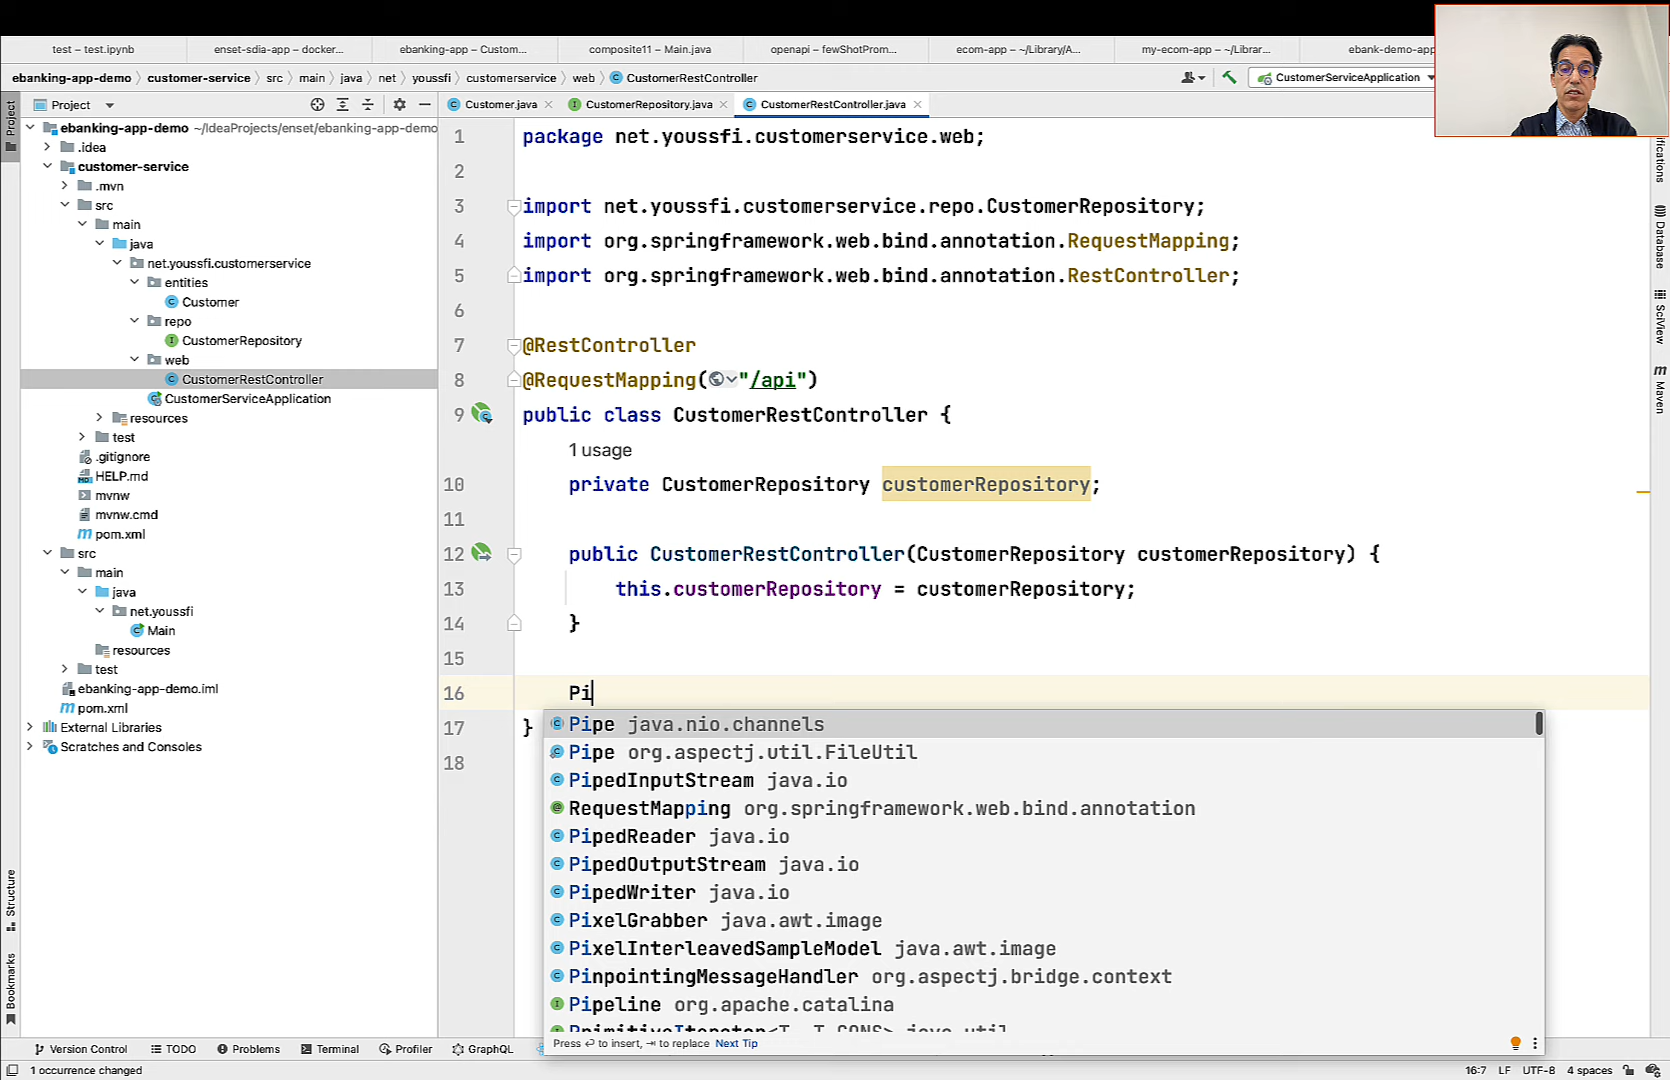 test – test.ipynb
enset-sdia-app – docker...
ebanking-app – Custom...
composite11 – Main.java
openapi – fewShotProm...
ecom-app – ~/Library/A...
my-ecom-app – ~/Librar...
ebank-demo-app
ebanking-app-demo > customer-service > src > main > java > net > youssfi > customerservice > web > CustomerRestController
CustomerServiceApplication
Project
Customer.java
CustomerRepository.java
CustomerRestController.java
ebanking-app-demo ~/IdeaProjects/enset/ebanking-app-demo
.idea
customer-service
.mvn
src
main
java
net.youssfi.customerservice
entities
Customer
repo
CustomerRepository
web
CustomerRestController
CustomerServiceApplication
resources
test
.gitignore
HELP.md
mvnw
mvnw.cmd
pom.xml
src
main
java
net.youssfi
Main
resources
test
ebanking-app-demo.iml
pom.xml
External Libraries
Scratches and Consoles
Project
Structure
Bookmarks
1 package net.youssfi.customerservice.web;
2
3 import net.youssfi.customerservice.repo.CustomerRepository;
4 import org.springframework.web.bind.annotation.RequestMapping;
5 import org.springframework.web.bind.annotation.RestController;
6
7 @RestController
8 @RequestMapping("/api")
9 public class CustomerRestController {
1 usage
10 private CustomerRepository customerRepository;
11
12 public CustomerRestController(CustomerRepository customerRepository) {
13 this.customerRepository = customerRepository;
14 }
15
16 Pi
17 }
18
Pipe java.nio.channels
Pipe org.aspectj.util.FileUtil
PipedInputStream java.io
RequestMapping org.springframework.web.bind.annotation
PipedReader java.io
PipedOutputStream java.io
PipedWriter java.io
PixelGrabber java.awt.image
PixelInterleavedSampleModel java.awt.image
PinpointingMessageHandler org.aspectj.bridge.context
Pipeline org.apache.catalina
PrimitiveIterator<T, T_CONS> java.util
Press ↵ to insert, ⇥ to replace Next Tip
ifications
Database
SciView
Maven
Version Control
TODO
Problems
Terminal
Profiler
GraphQL
1 occurrence changed
16:7 LF UTF-8 4 spaces